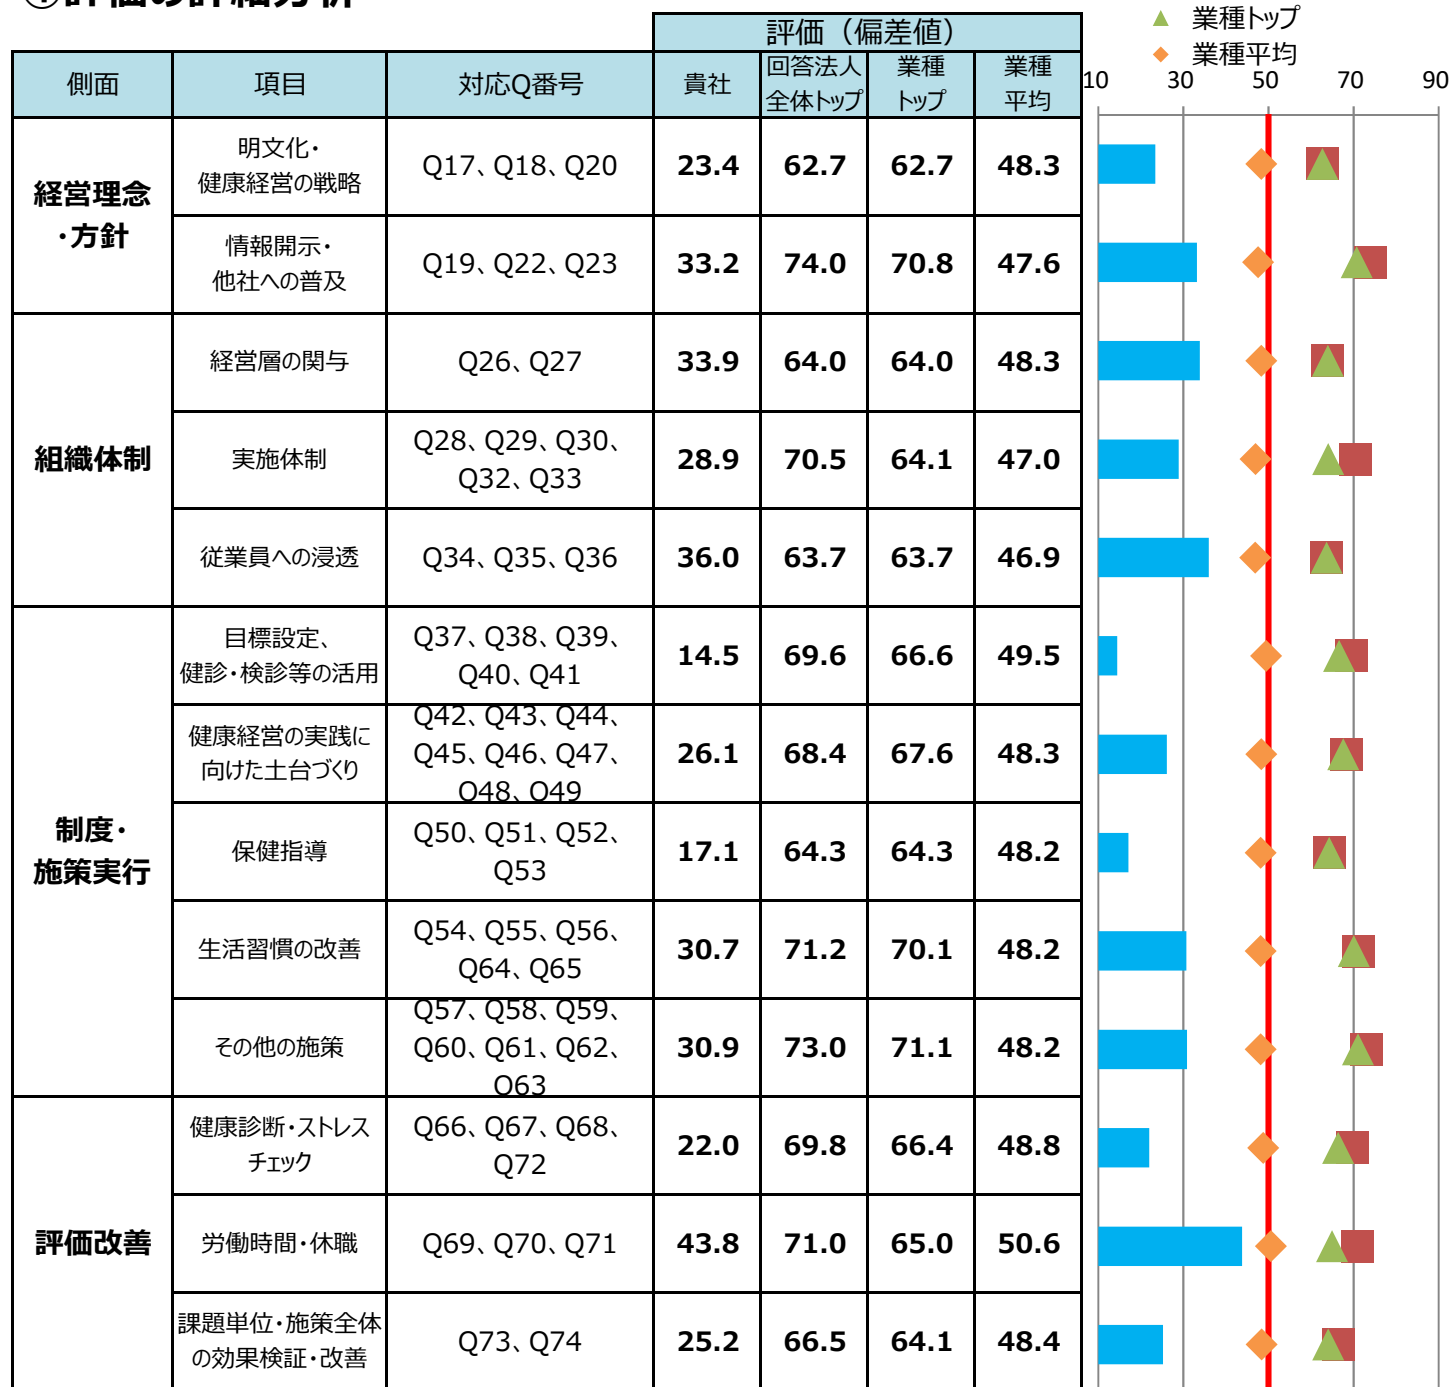 ①評価の詳細分析
業種トップ
業種平均
評価（偏差値）
側面 項目 対応Q番号 貴社 回答法人全体トップ 業種トップ 業種平均
10 30 50 70 90
経営理念・方針
明文化・健康経営の戦略 Q17、Q18、Q20 23.4 62.7 62.7 48.3
情報開示・他社への普及 Q19、Q22、Q23 33.2 74.0 70.8 47.6
組織体制
経営層の関与 Q26、Q27 33.9 64.0 64.0 48.3
実施体制 Q28、Q29、Q30、Q32、Q33 28.9 70.5 64.1 47.0
従業員への浸透 Q34、Q35、Q36 36.0 63.7 63.7 46.9
制度・施策実行
目標設定、健診・検診等の活用 Q37、Q38、Q39、Q40、Q41 14.5 69.6 66.6 49.5
健康経営の実践に向けた土台づくり Q42、Q43、Q44、Q45、Q46、Q47、Q48、Q49 26.1 68.4 67.6 48.3
保健指導 Q50、Q51、Q52、Q53 17.1 64.3 64.3 48.2
生活習慣の改善 Q54、Q55、Q56、Q64、Q65 30.7 71.2 70.1 48.2
その他の施策 Q57、Q58、Q59、Q60、Q61、Q62、Q63 30.9 73.0 71.1 48.2
評価改善
健康診断・ストレスチェック Q66、Q67、Q68、Q72 22.0 69.8 66.4 48.8
労働時間・休職 Q69、Q70、Q71 43.8 71.0 65.0 50.6
課題単位・施策全体の効果検証・改善 Q73、Q74 25.2 66.5 64.1 48.4